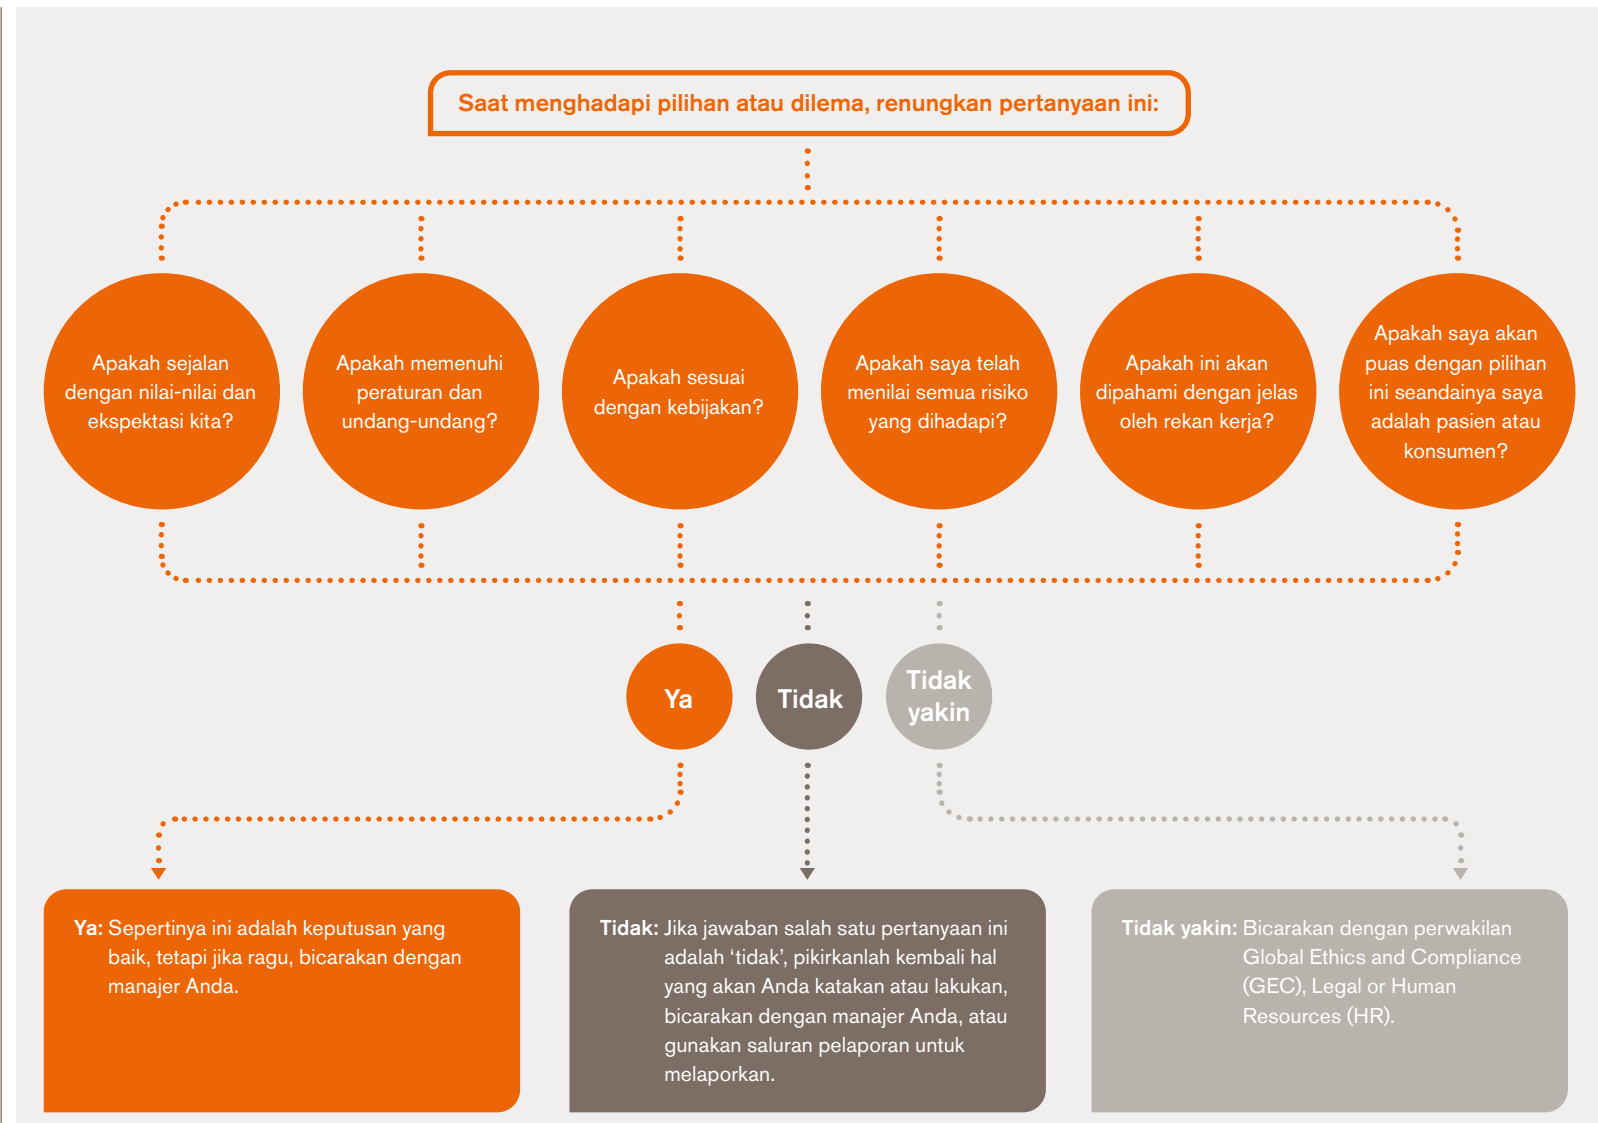 Saat menghadapi pilihan atau dilema, renungkan pertanyaan ini:
Apakah sejalan
dengan nilai-nilai dan
ekspektasi kita?
Apakah memenuhi
peraturan dan
undang-undang?
Apakah sesuai
dengan kebijakan?
Apakah saya telah
menilai semua risiko
yang dihadapi?
Apakah ini akan
dipahami dengan jelas
oleh rekan kerja?
Apakah saya akan
puas dengan pilihan
ini seandainya saya
adalah pasien atau
konsumen?
Ya
Tidak
Tidak
yakin
Ya: Sepertinya ini adalah keputusan yang
baik, tetapi jika ragu, bicarakan dengan
manajer Anda.
Tidak: Jika jawaban salah satu pertanyaan ini
adalah ‘tidak’, pikirkanlah kembali hal
yang akan Anda katakan atau lakukan,
bicarakan dengan manajer Anda, atau
gunakan saluran pelaporan untuk
melaporkan.
Tidak yakin: Bicarakan dengan perwakilan
Global Ethics and Compliance
(GEC), Legal or Human
Resources (HR).